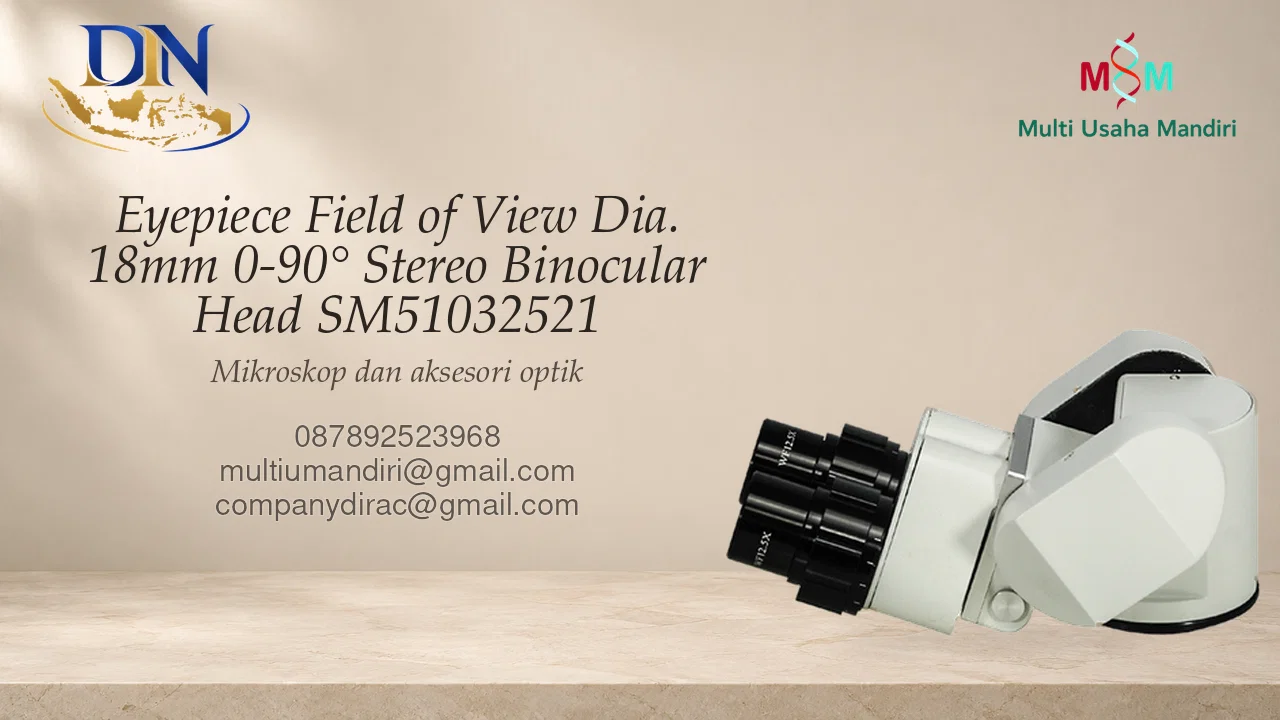 DIN
M M
Multi Usaha Mandiri
Eyepiece Field of View Dia.
18mm 0-90° Stereo Binocular
Head SM51032521
Mikroskop dan aksesori optik
087892523968
multiumandiri@gmail.com
companydirac@gmail.com
WF12.5X
WF12.5X